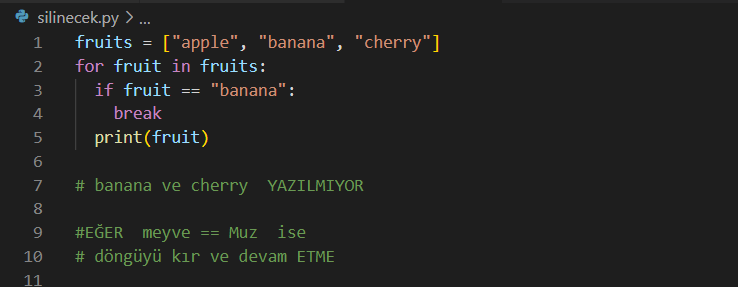 silinecek.py > ...
1 fruits = ["apple", "banana", "cherry"]
2 for fruit in fruits:
3   if fruit == "banana":
4     break
5   print(fruit)
6
7 # banana ve cherry  YAZILMIYOR
8
9 #EĞER  meyve == Muz  ise
10 # döngüyü kır ve devam ETME
11